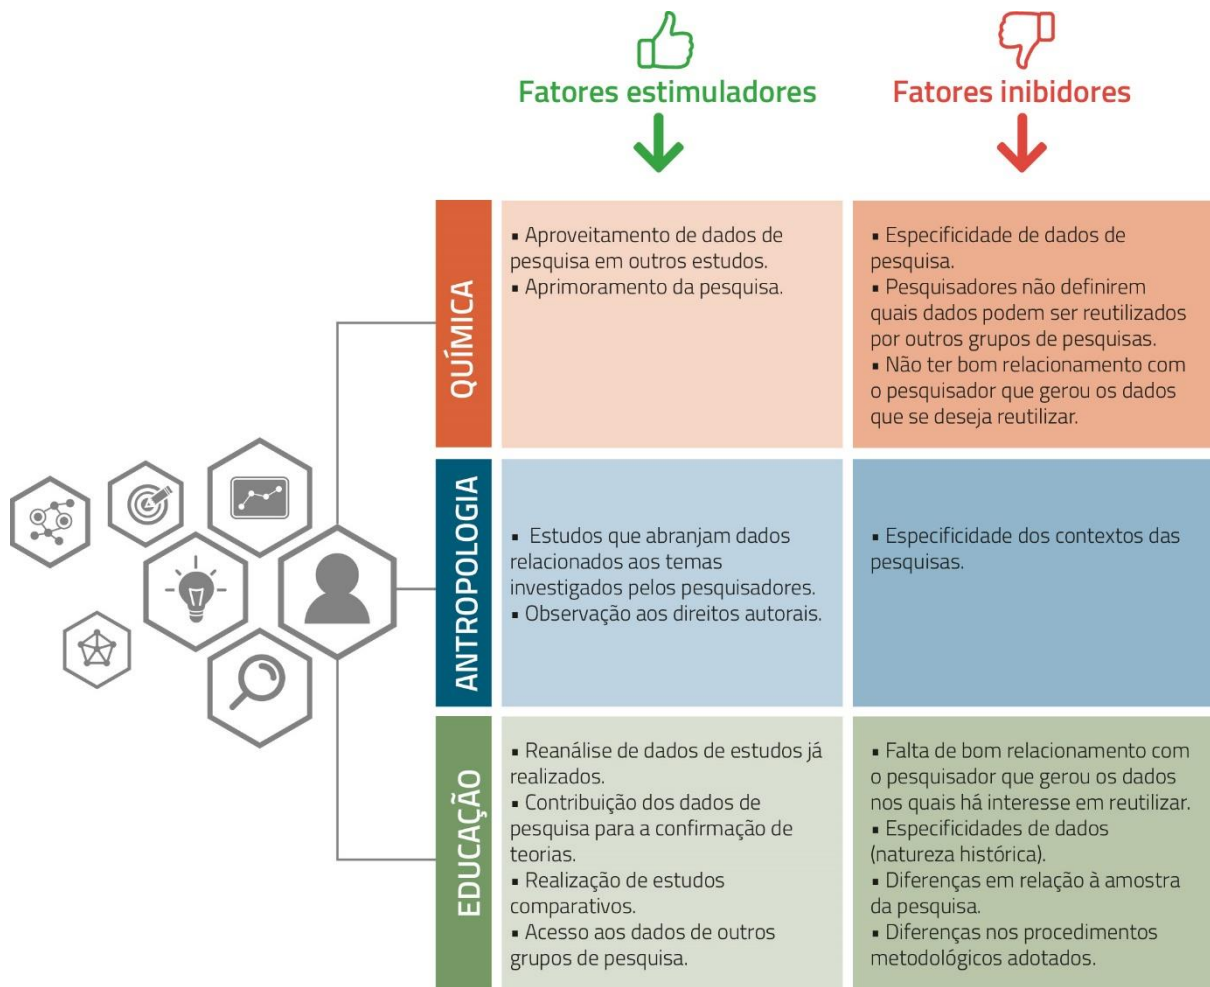 Fatores estimuladores
Fatores inibidores
QUÍMICA
▪ Aproveitamento de dados de
pesquisa em outros estudos.
▪ Aprimoramento da pesquisa.
▪ Especificidade de dados de
pesquisa.
▪ Pesquisadores não definirem
quais dados podem ser reutilizados
por outros grupos de pesquisas.
▪ Não ter bom relacionamento com
o pesquisador que gerou os dados
que se deseja reutilizar.
ANTROPOLOGIA
▪ Estudos que abranjam dados
relacionados aos temas
investigados pelos pesquisadores.
▪ Observação aos direitos autorais.
▪ Especificidade dos contextos das
pesquisas.
EDUCAÇÃO
▪ Reanálise de dados de estudos já
realizados.
▪ Contribuição dos dados de
pesquisa para a confirmação de
teorias.
▪ Realização de estudos
comparativos.
▪ Acesso aos dados de outros
grupos de pesquisa.
▪ Falta de bom relacionamento com
o pesquisador que gerou os dados
nos quais há interesse em reutilizar.
▪ Especificidades de dados
(natureza histórica).
▪ Diferenças em relação à amostra
da pesquisa.
▪ Diferenças nos procedimentos
metodológicos adotados.